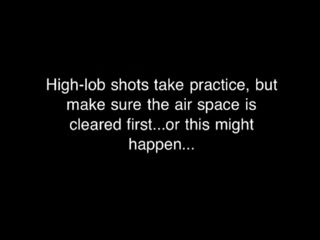 High-lob shots take practice, but
make sure the air space is
cleared first...or this might
happen...